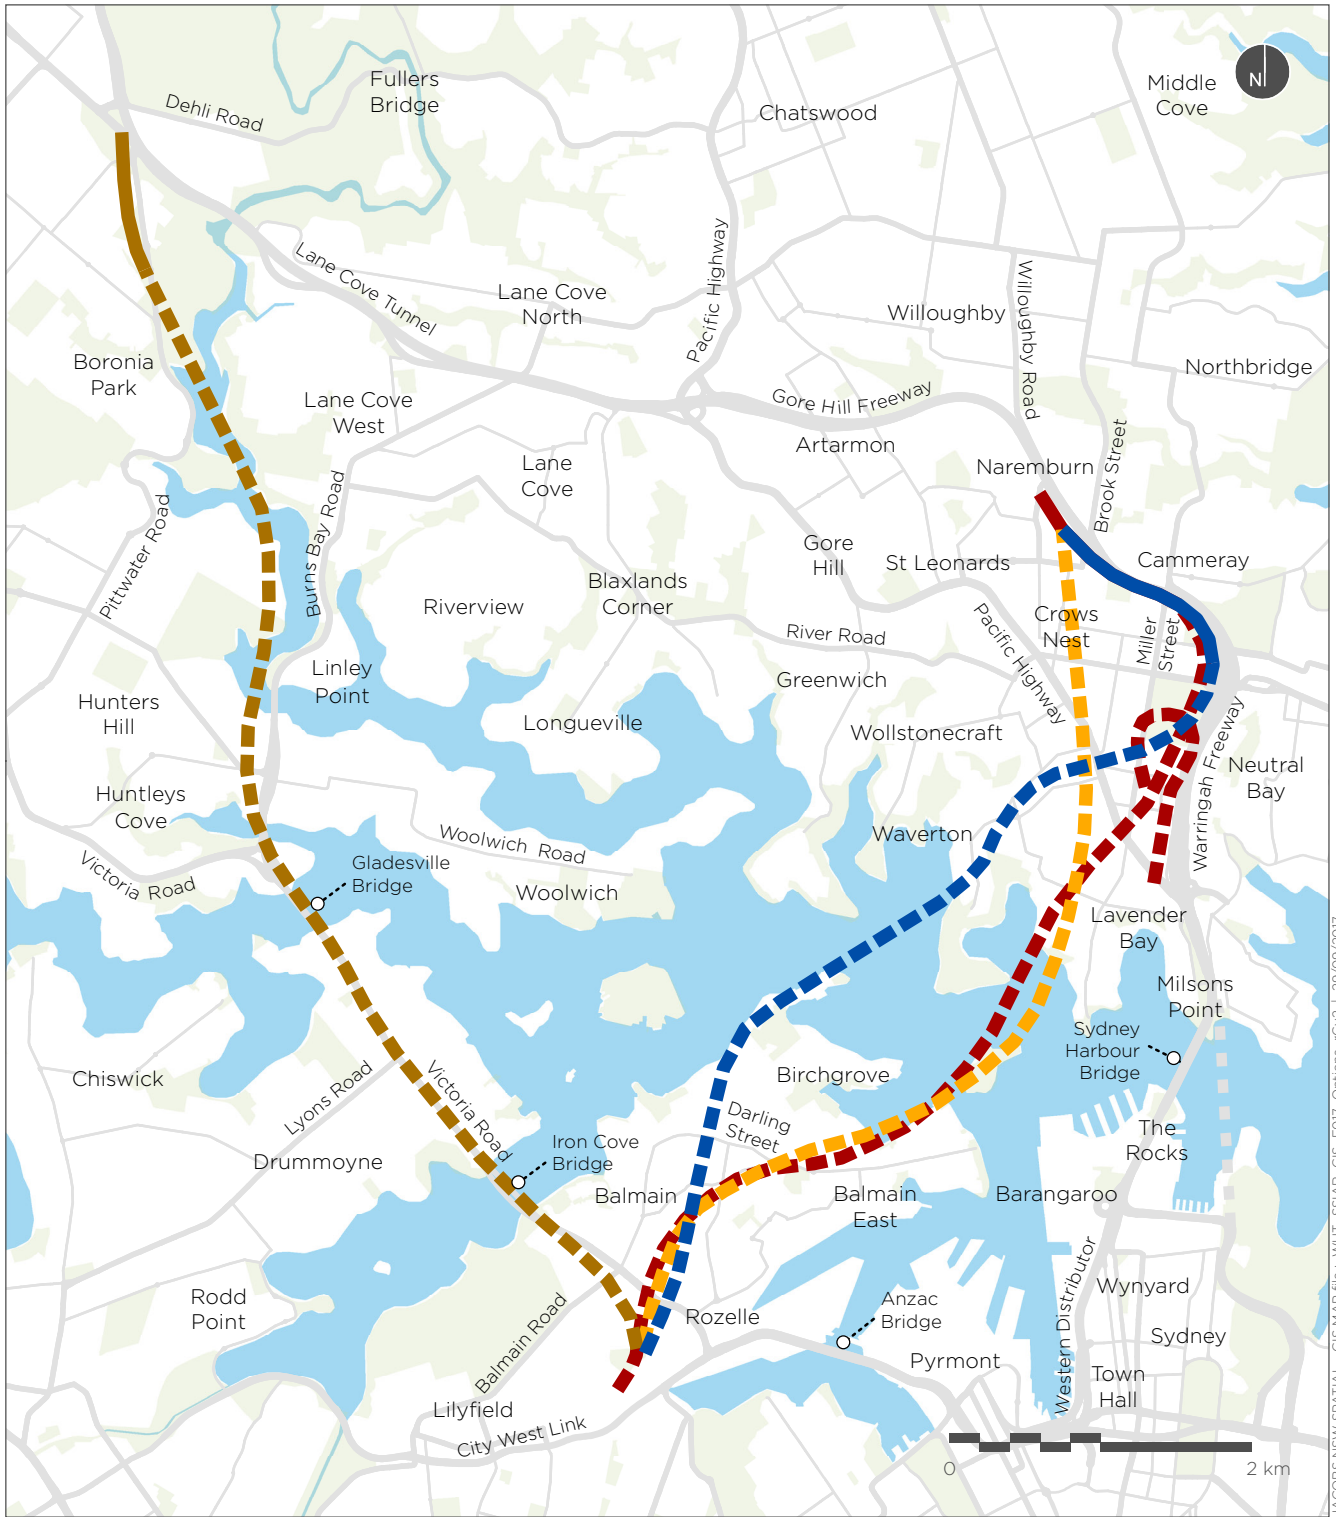 Fullers
Bridge
Dehli Road
Chatswood
Middle
Cove
N
Pacific Highway
Lane Cove Tunnel
Lane Cove
North
Willoughby
Willoughby Road
Boronia
Park
Northbridge
Lane Cove
West
Gore Hill Freeway
Artarmon
Brook Street
Naremburn
Lane
Cove
Pittwater Road
Burns Bay Road
Gore
Hill
St Leonards
Cammeray
Riverview
Blaxlands
Corner
Crows
Nest
Miller
Street
River Road
Pacific Highway
Linley
Point
Greenwich
Hunters
Hill
Longueville
Wollstonecraft
Warringah Freeway
Neutral
Bay
Huntleys
Cove
Woolwich Road
Waverton
Victoria Road
Gladesville
Bridge
Woolwich
Lavender
Bay
Milsons
Point
Sydney
Harbour
Bridge
Chiswick
Lyons Road
Victoria Road
Birchgrove
Darling
Street
The
Rocks
Drummoyne
Iron Cove
Bridge
Balmain
Balmain
East
Barangaroo
Western Distributor
Wynyard
Rodd
Point
Balmain Road
Rozelle
Anzac
Bridge
Sydney
Pyrmont
Town
Hall
Lilyfield
City West Link
0
2 km